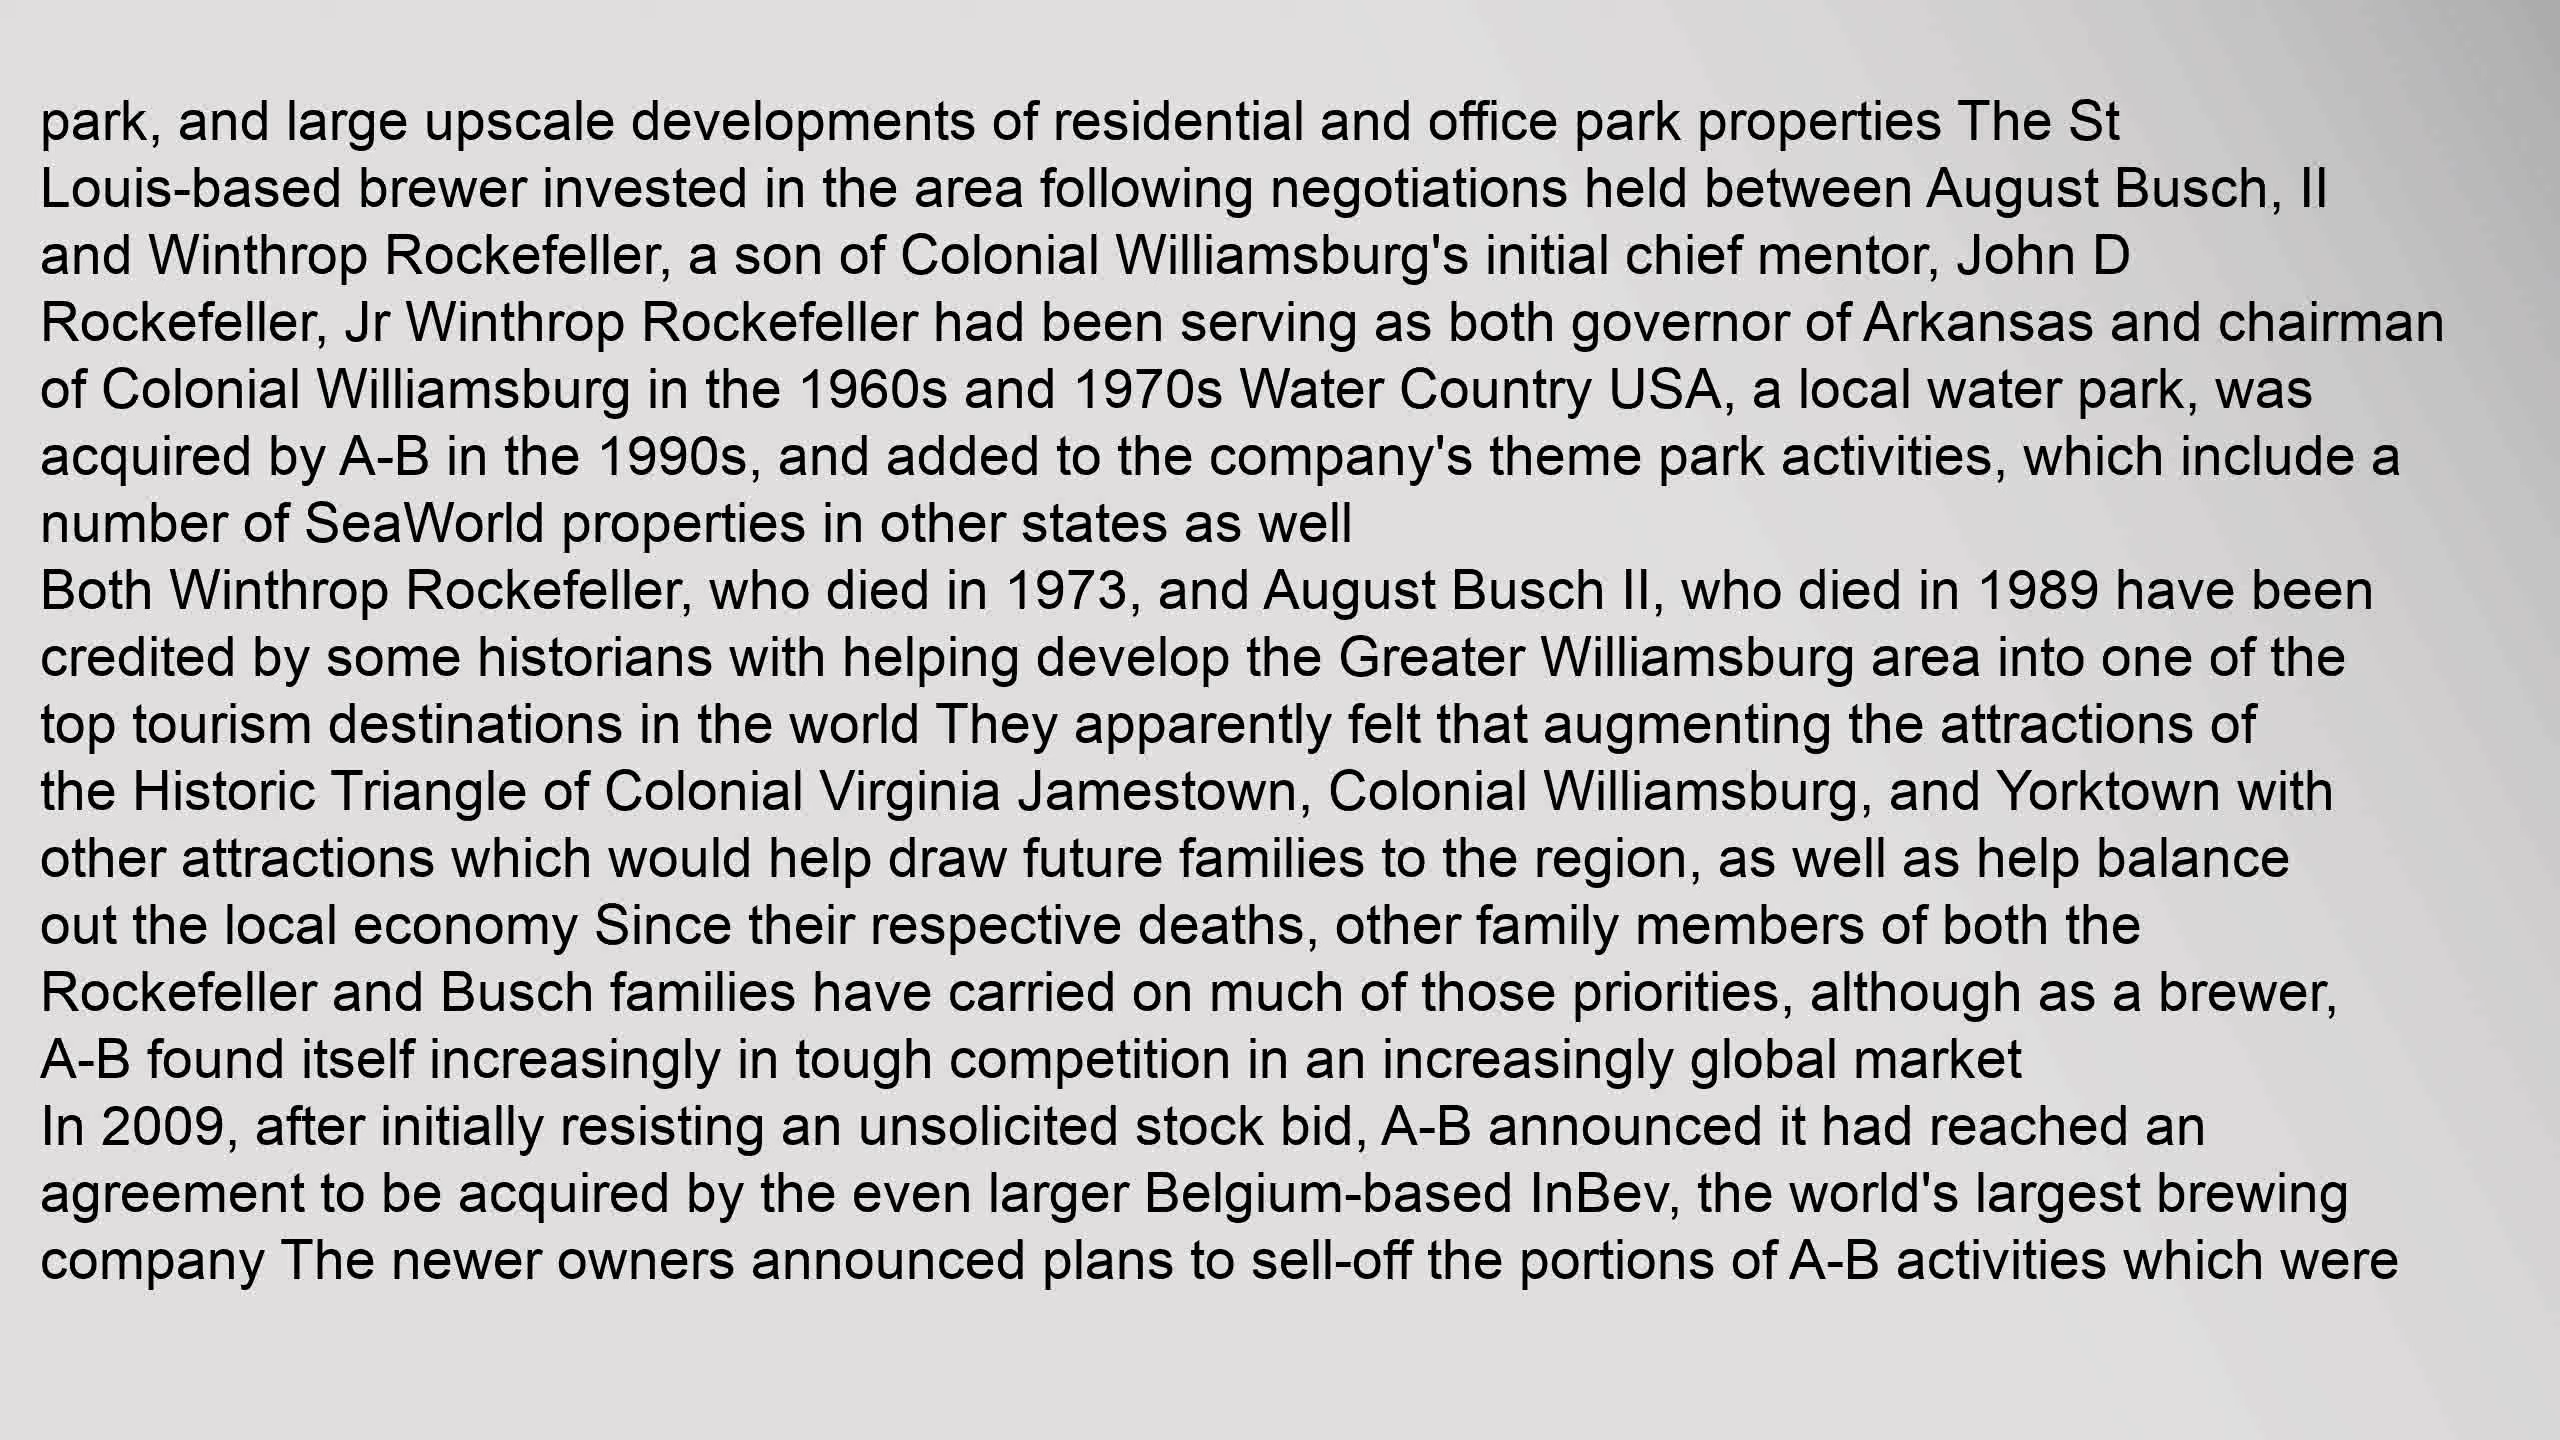 park, and large upscale developments of residential and office park properties The St
Louis-based brewer invested in the area following negotiations held between August Busch, II
and Winthrop Rockefeller, a son of Colonial Williamsburg's initial chief mentor, John D
Rockefeller, Jr Winthrop Rockefeller had been serving as both governor of Arkansas and chairman
of Colonial Williamsburg in the 1960s and 1970s Water Country USA, a local water park, was
acquired by A-B in the 1990s, and added to the company's theme park activities, which include a
number of SeaWorld properties in other states as well
Both Winthrop Rockefeller, who died in 1973, and August Busch II, who died in 1989 have been
credited by some historians with helping develop the Greater Williamsburg area into one of the
top tourism destinations in the world They apparently felt that augmenting the attractions of
the Historic Triangle of Colonial Virginia Jamestown, Colonial Williamsburg, and Yorktown with
other attractions which would help draw future families to the region, as well as help balance
out the local economy Since their respective deaths, other family members of both the
Rockefeller and Busch families have carried on much of those priorities, although as a brewer,
A-B found itself increasingly in tough competition in an increasingly global market
In 2009, after initially resisting an unsolicited stock bid, A-B announced it had reached an
agreement to be acquired by the even larger Belgium-based InBev, the world's largest brewing
company The newer owners announced plans to sell-off the portions of A-B activities which were